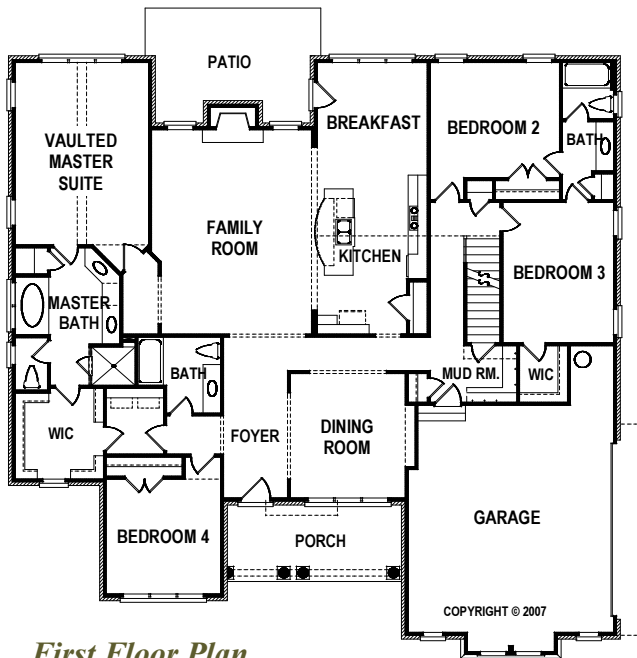 PATIO
BREAKFAST
BEDROOM 2
BATH
VAULTED
MASTER
SUITE
FAMILY
ROOM
KITCHEN
BEDROOM 3
MASTER
BATH
BATH
MUD RM.
WIC
WIC
FOYER
DINING
ROOM
GARAGE
BEDROOM 4
PORCH
COPYRIGHT © 2007
First Floor Plan